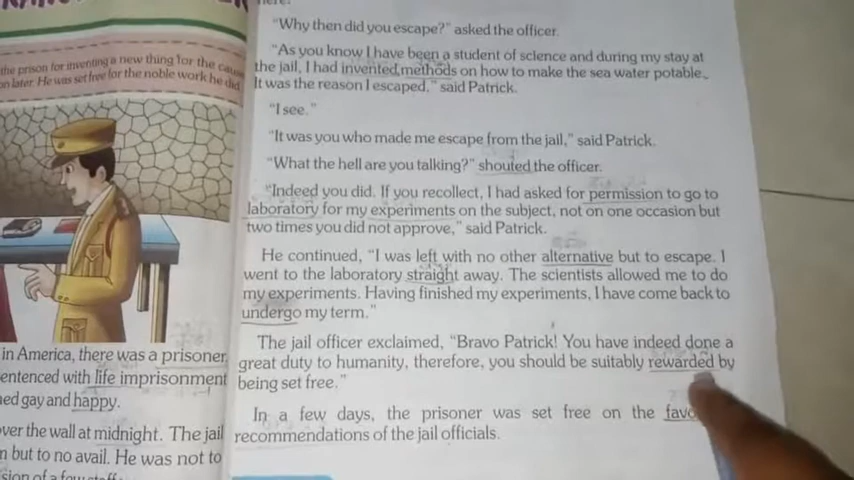 the prison for inventing a new thing for the cause
on later. He was set free for the noble work he did
in America, there was a prisoner
entenced with life imprisonment
ned gay and happy.
over the wall at midnight. The jail
n but to no avail. He was not to
"Why then did you escape?" asked the officer.
"As you know I have been a student of science and during my stay at
the jail, I had invented methods on how to make the sea water potable.
It was the reason I escaped," said Patrick.
"I see."
"It was you who made me escape from the jail," said Patrick.
"What the hell are you talking?" shouted the officer.
"Indeed you did. If you recollect, I had asked for permission to go to
laboratory for my experiments on the subject, not on one occasion but
two times you did not approve," said Patrick.
He continued, "I was left with no other alternative but to escape. I
went to the laboratory straight away. The scientists allowed me to do
my experiments. Having finished my experiments, I have come back to
undergo my term."
The jail officer exclaimed, "Bravo Patrick! You have indeed done a
great duty to humanity, therefore, you should be suitably rewarded by
being set free."
In a few days, the prisoner was set free on the
recommendations of the jail officials.